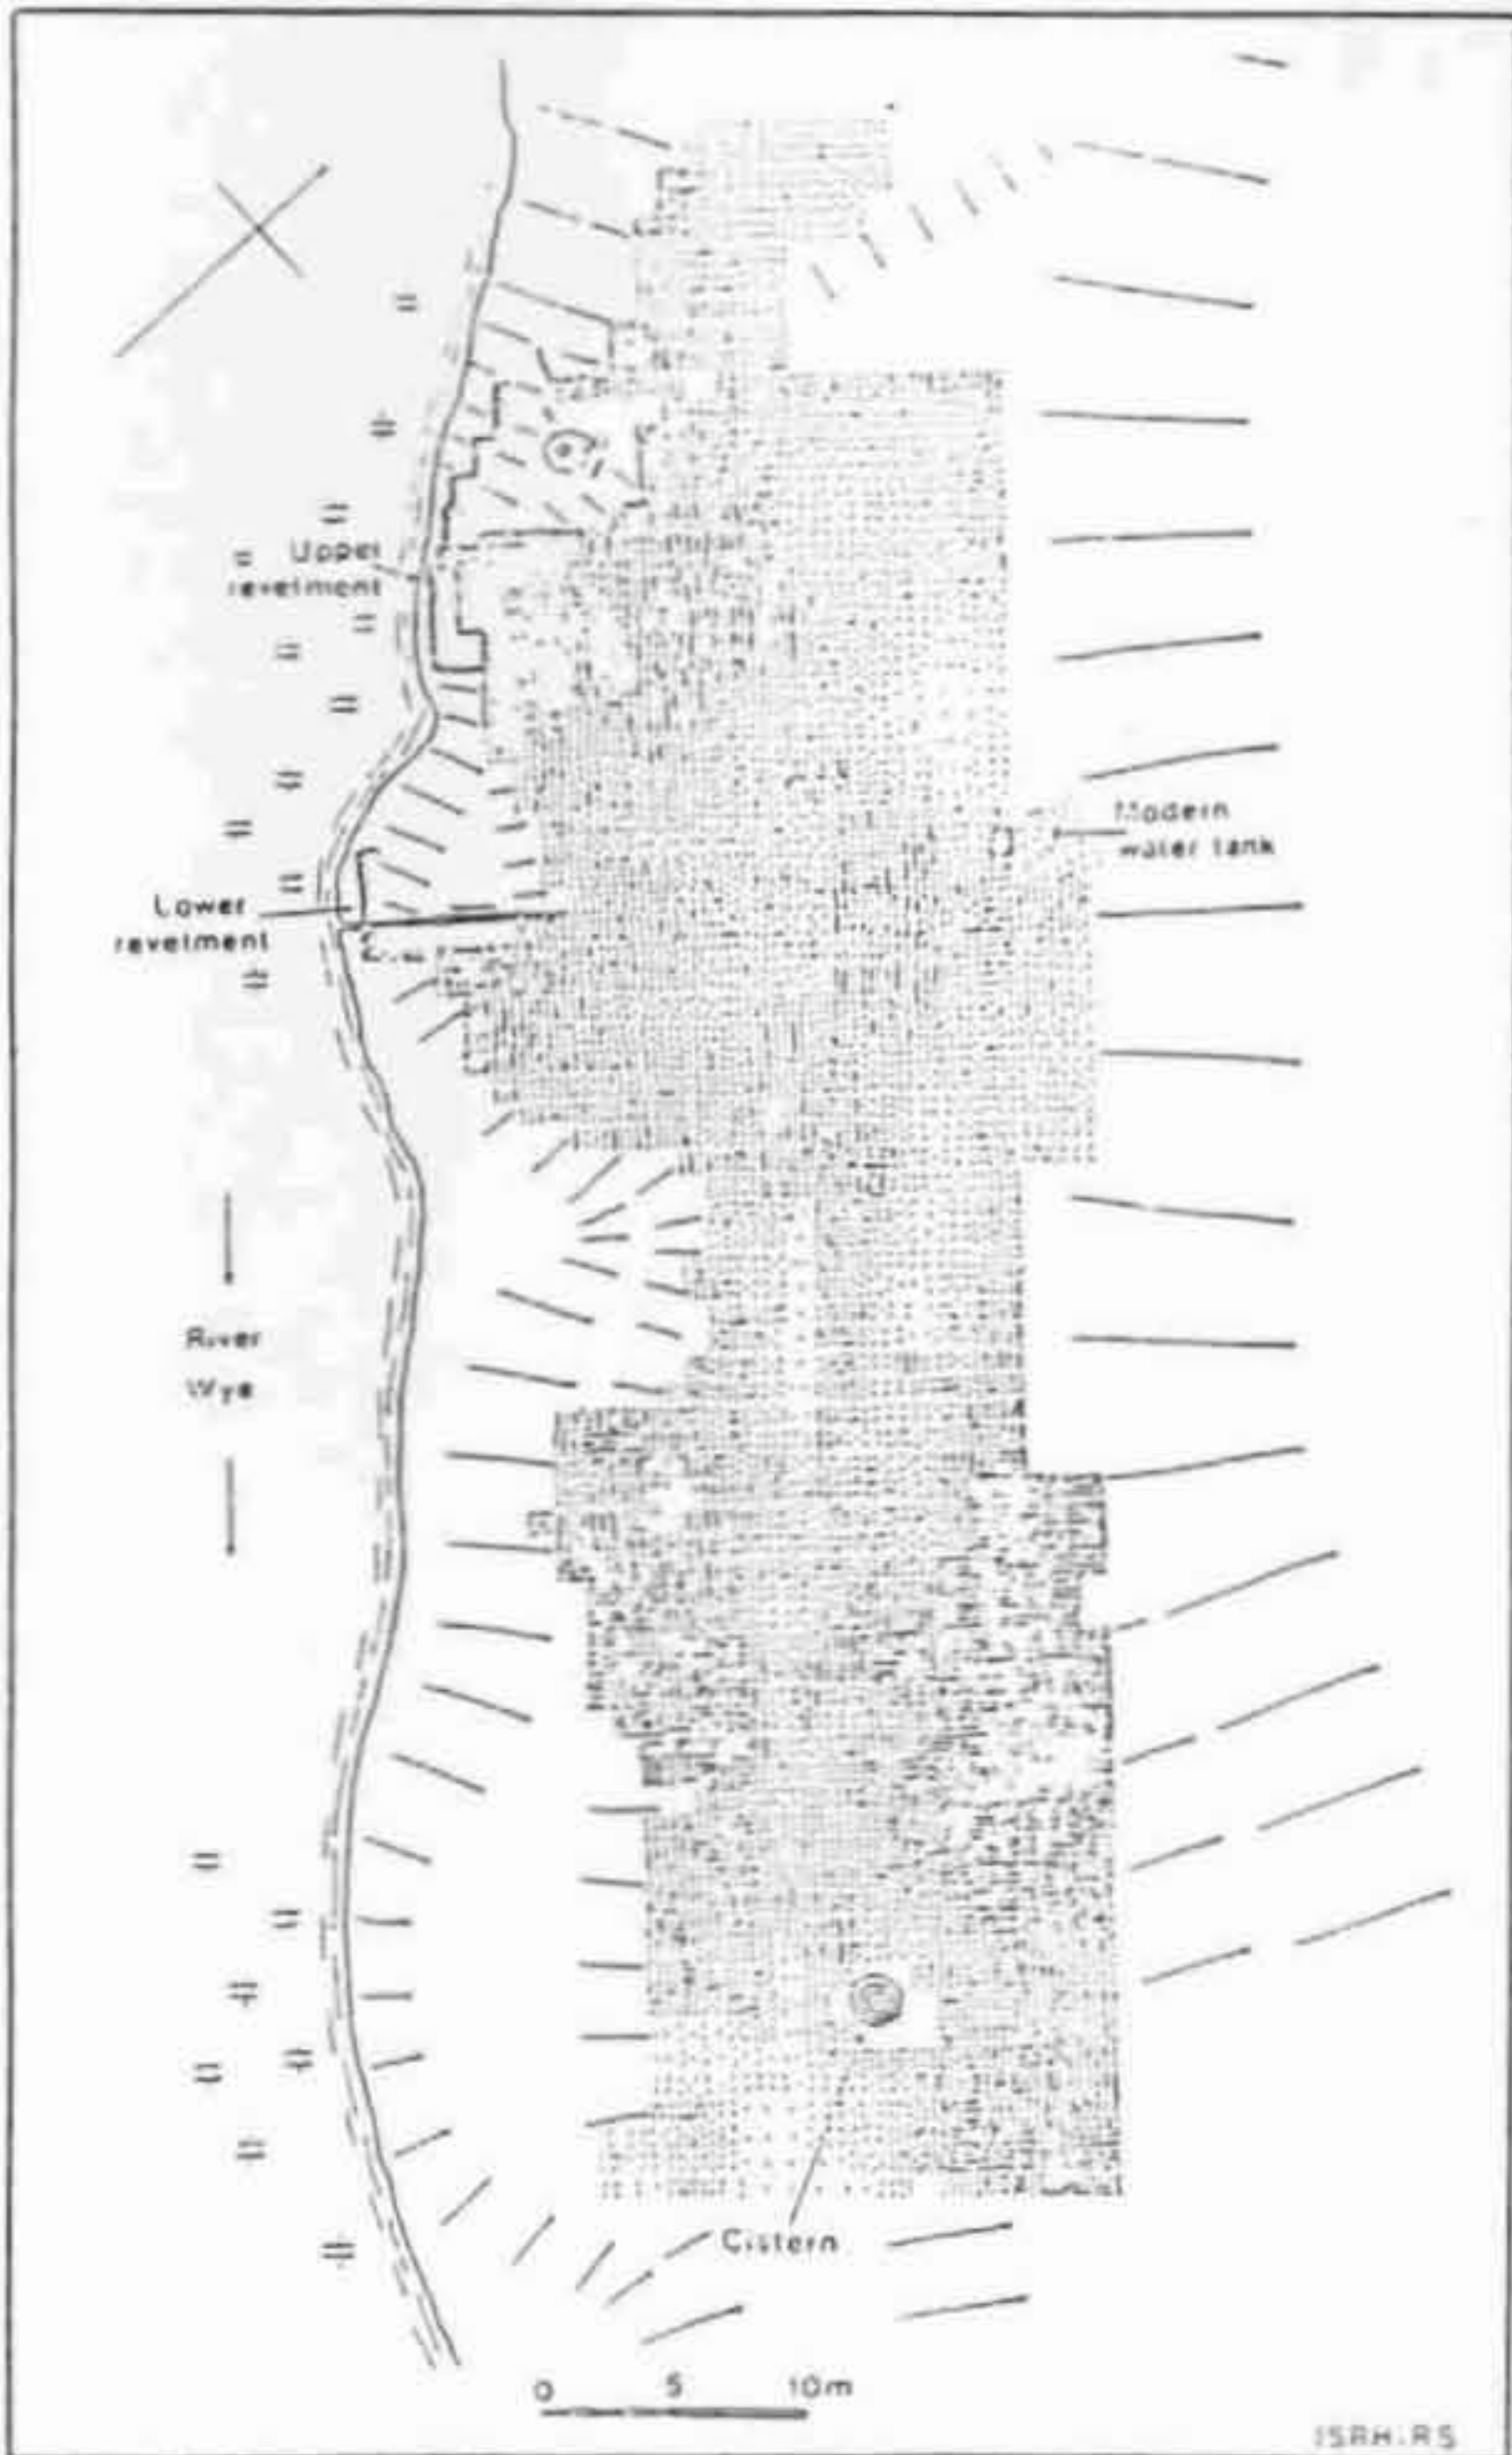 Upper
revetment
Modern
water tank
Lower
revetment
River
Wye
Cistern
0 5 10m